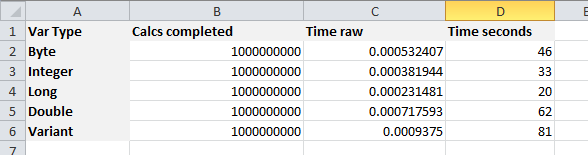 A B C D E
1 Var Type Calcs completed Time raw Time seconds
2 Byte 1000000000 0.000532407 46
3 Integer 1000000000 0.000381944 33
4 Long 1000000000 0.000231481 20
5 Double 1000000000 0.000717593 62
6 Variant 1000000000 0.0009375 81
7